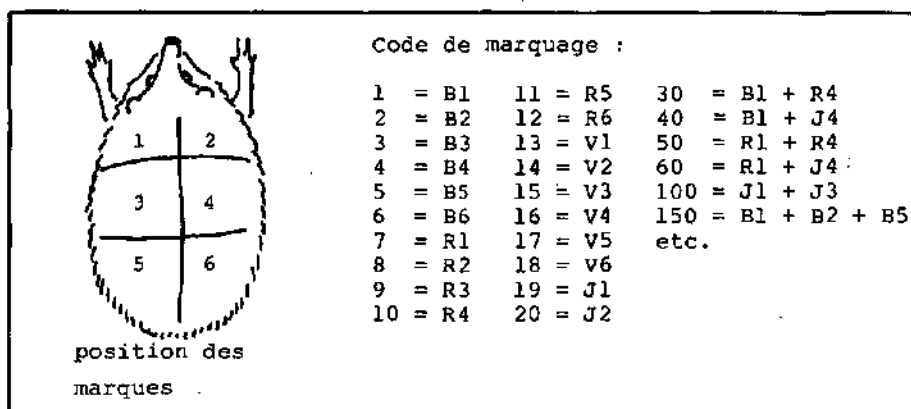 Code de marquage :
1 = B1 11 = R5 30 = B1 + R4
2 = B2 12 = R6 40 = B1 + J4
3 = B3 13 = V1 50 = R1 + R4
4 = B4 14 = V2 60 = R1 + J4
5 = B5 15 = V3 100 = J1 + J3
6 = B6 16 = V4 150 = B1 + B2 + B5
7 = R1 17 = V5 etc.
8 = R2 18 = V6
9 = R3 19 = J1
10 = R4 20 = J2
1 2
3 4
5 6
position des
marques